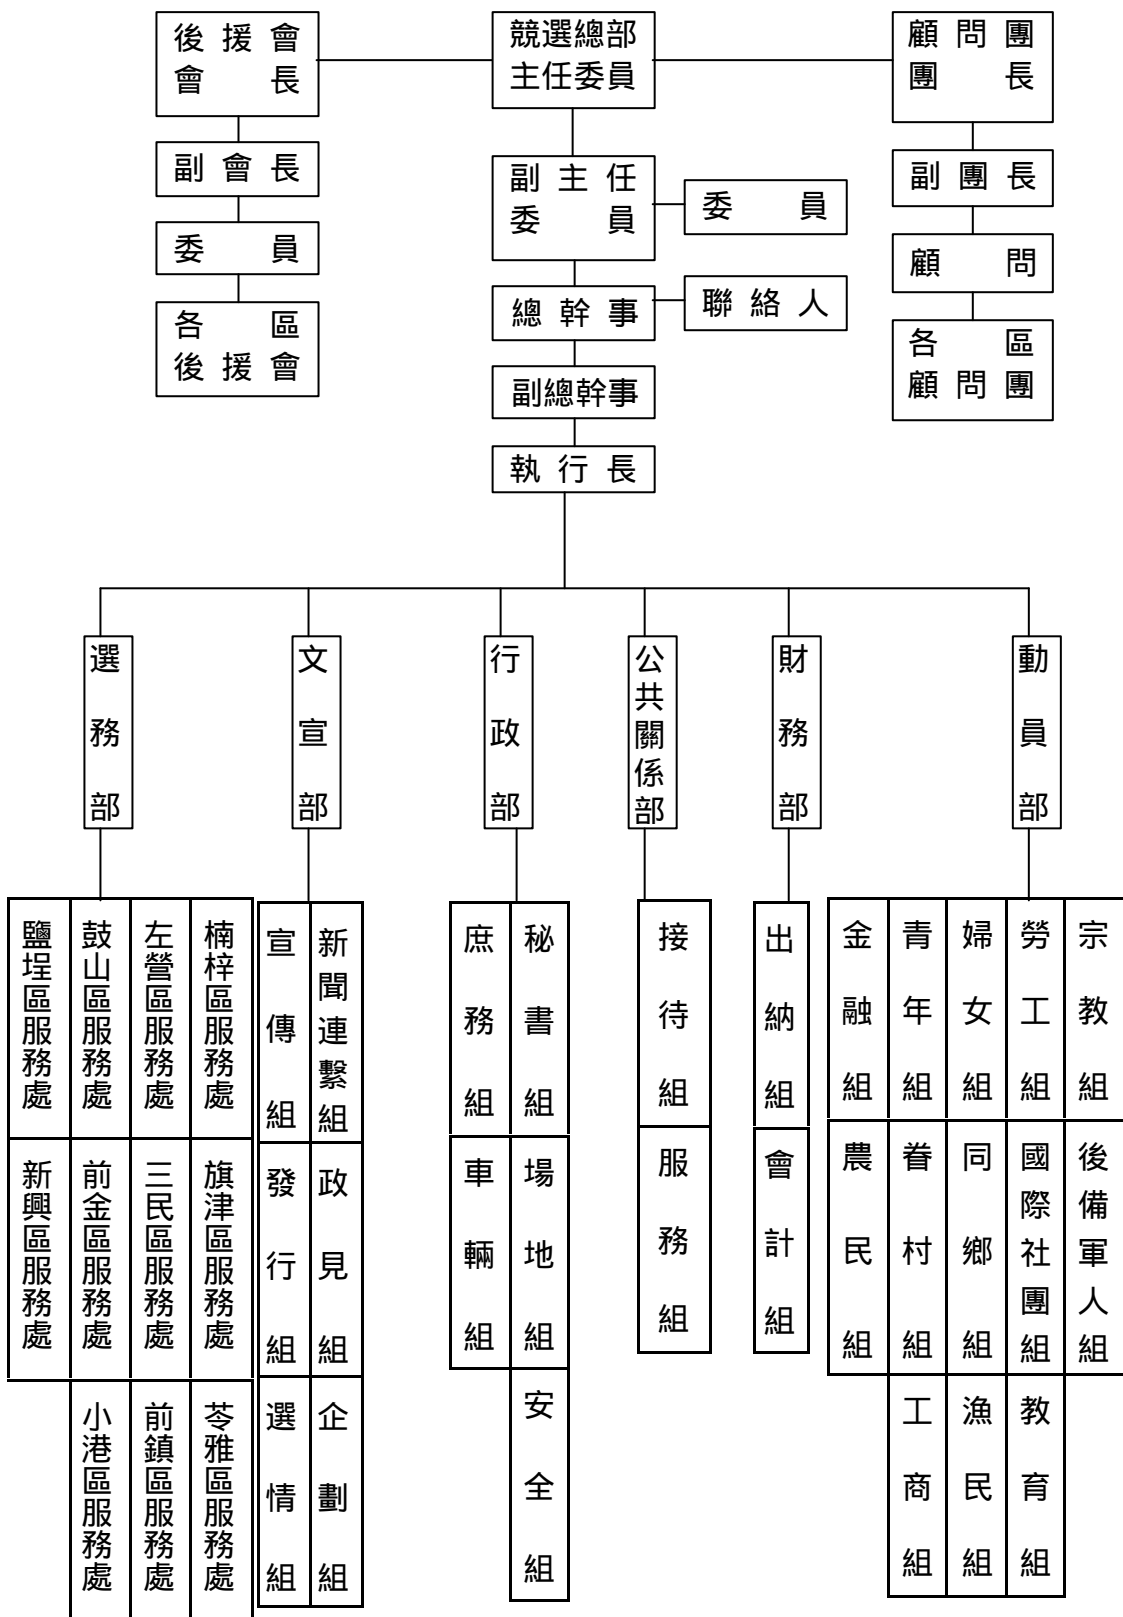 後援會
會長
競選總部
主任委員
顧問團
團長
副會長
副主任
委員
委員
副團長
委員
顧問
總幹事
聯絡人
各區
後援會
各區
顧問團
副總幹事
執行長
選務部
文宣部
行政部
公共關係部
財務部
動員部
鹽埕區服務處
鼓山區服務處
左營區服務處
楠梓區服務處
新興區服務處
前金區服務處
三民區服務處
旗津區服務處
小港區服務處
前鎮區服務處
苓雅區服務處
宣傳組
新聞連繫組
發行組
政見組
選情組
企劃組
庶務組
秘書組
車輛組
場地組
安全組
接待組
服務組
出納組
會計組
金融組
青年組
婦女組
勞工組
宗教組
農民組
眷村組
同鄉組
國際社團組
後備軍人組
工商組
漁民組
教育組